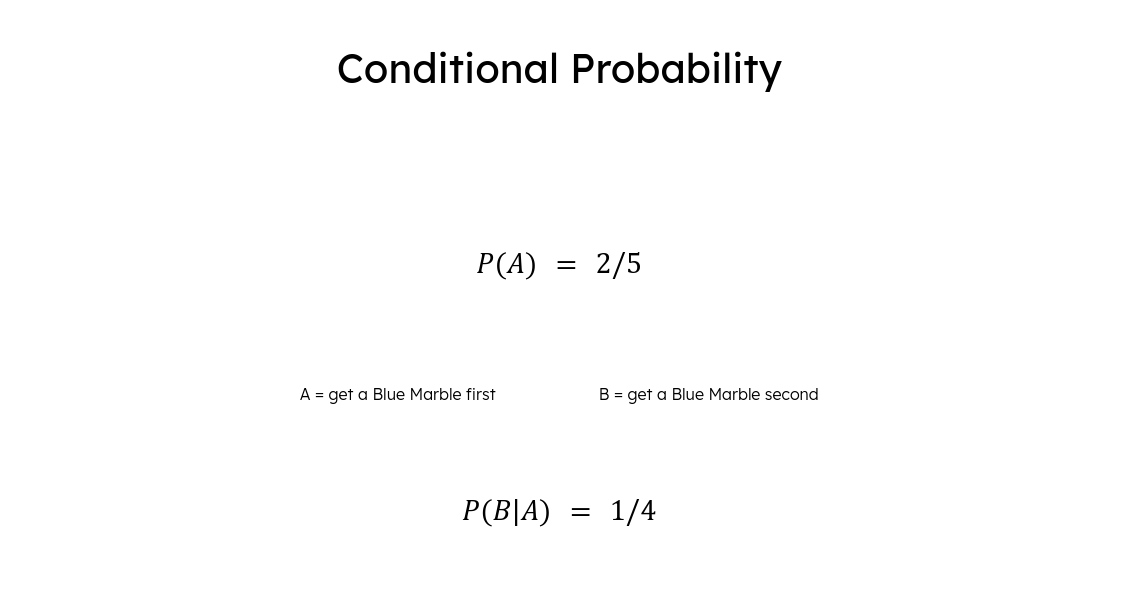 Conditional Probability
P(A) = 2/5
A = get a Blue Marble first B = get a Blue Marble second
P(B|A) = 1/4